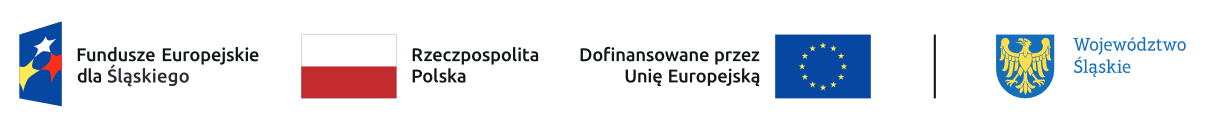 Fundusze Europejskie
dla Śląskiego
Rzeczpospolita
Polska
Dofinansowane przez
Unię Europejską
Województwo
Śląskie